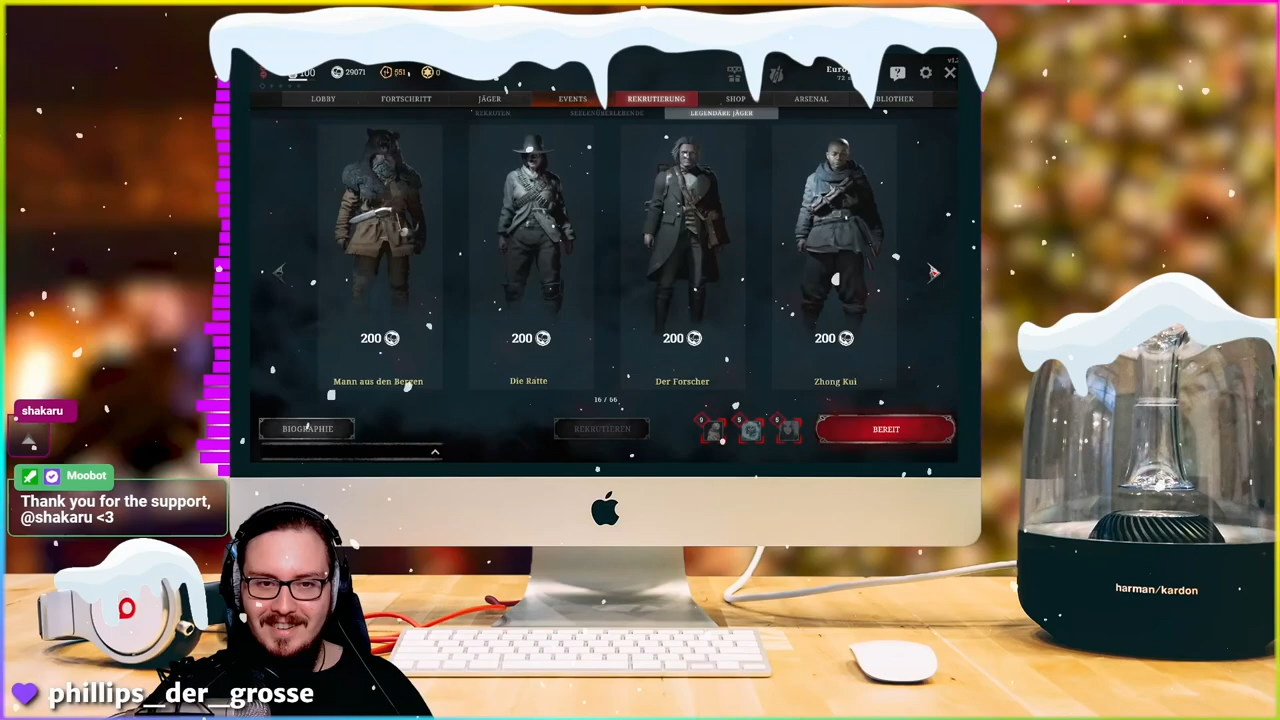 100 29071 551 0
LOBBY FORTSCHRITT JÄGER EVENTS REKRUTIERUNG SHOP ARSENAL
REKRUTEN SEELENÜBERLEBENDE LEGENDÄRE JÄGER
200 200 200 200
Mann aus den Bergen Die Ratte Der Forscher Zhong Kui
16 / 66
BIOGRAPHIE REKRUTIEREN BEREIT
shakaru
Moobot
Thank you for the support,
@shakaru <3
harman/kardon
phillips_der_grosse